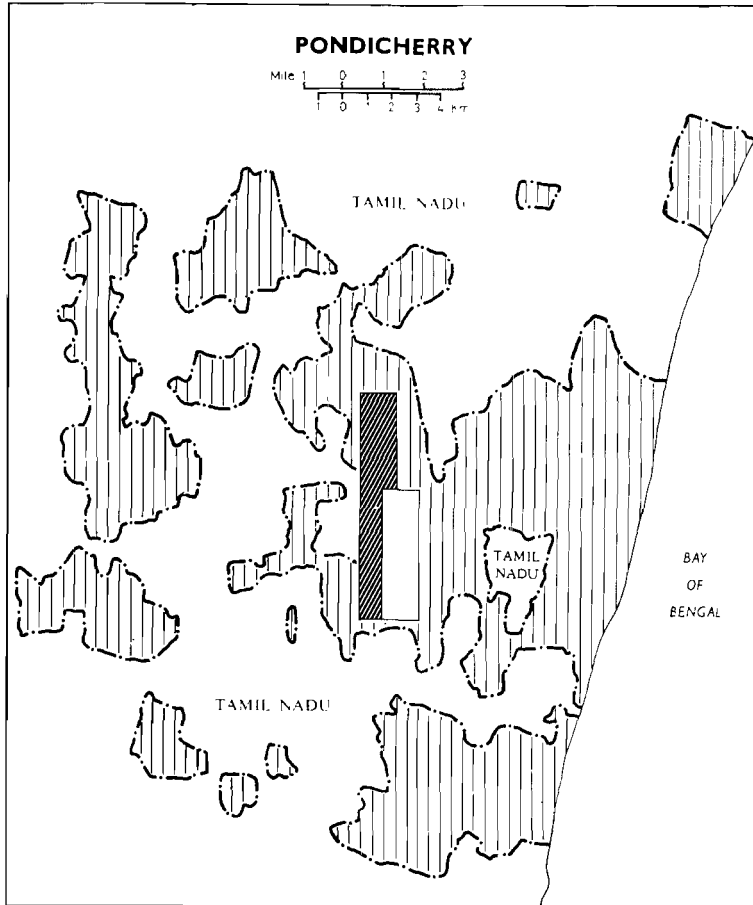 PONDICHERRY
Mile 1 0 1 2 3
1 0 1 2 3 4
TAMIL NADU
TAMIL
NADU
BAY
OF
BENGAL
TAMIL NADU